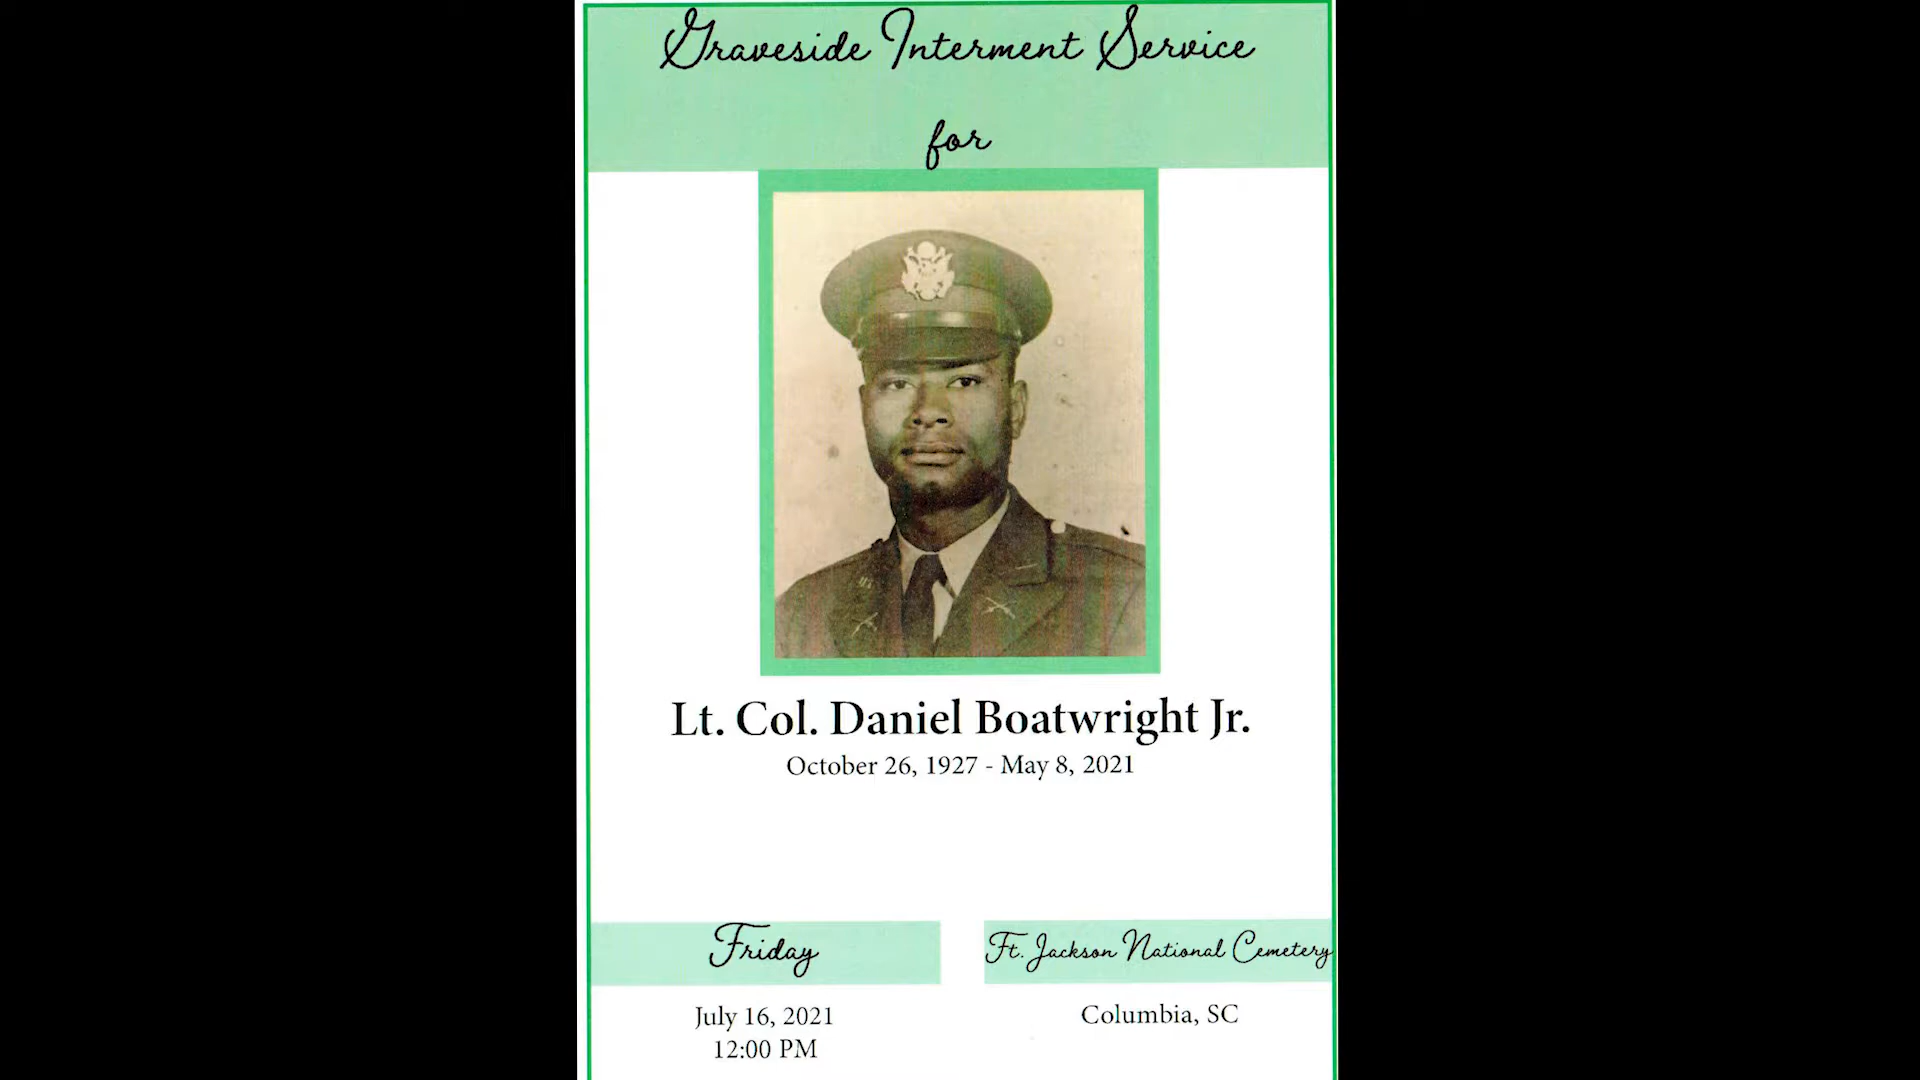 Graveside Interment Service
for
Lt. Col. Daniel Boatwright Jr.
October 26, 1927 - May 8, 2021
Friday
Ft. Jackson National Cemetery
July 16, 2021
12:00 PM
Columbia, SC